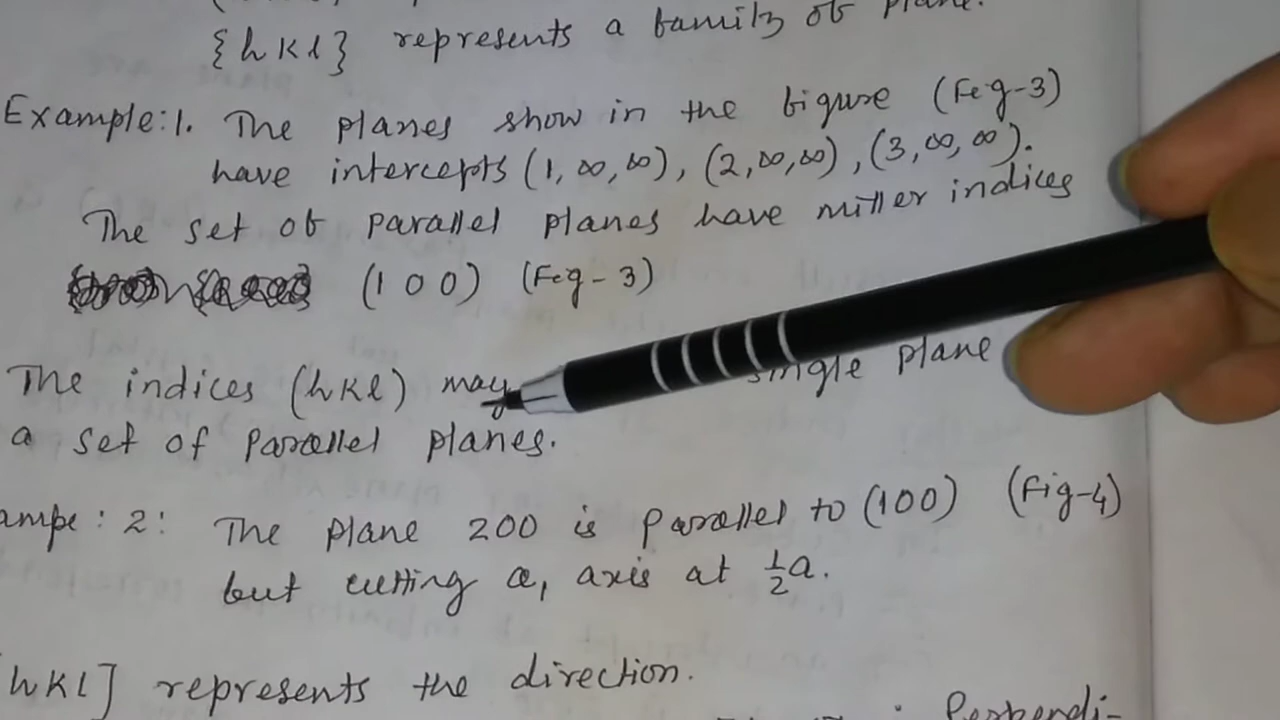 {hkl} represents a family of plane.
Example:1. The planes show in the figure (Fig-3)
have intercepts (1,∞,∞), (2,∞,∞), (3,∞,∞).
The set of parallel planes have miller indices
(1 0 0) (Fig-3)
The indices (hkl) may single plane
a set of parallel planes.
ampe: 2: The plane 200 is parallel to (100) (Fig-4)
but cutting a, axis at 1/2a.
hkl] represents the direction.
: Perpendi-